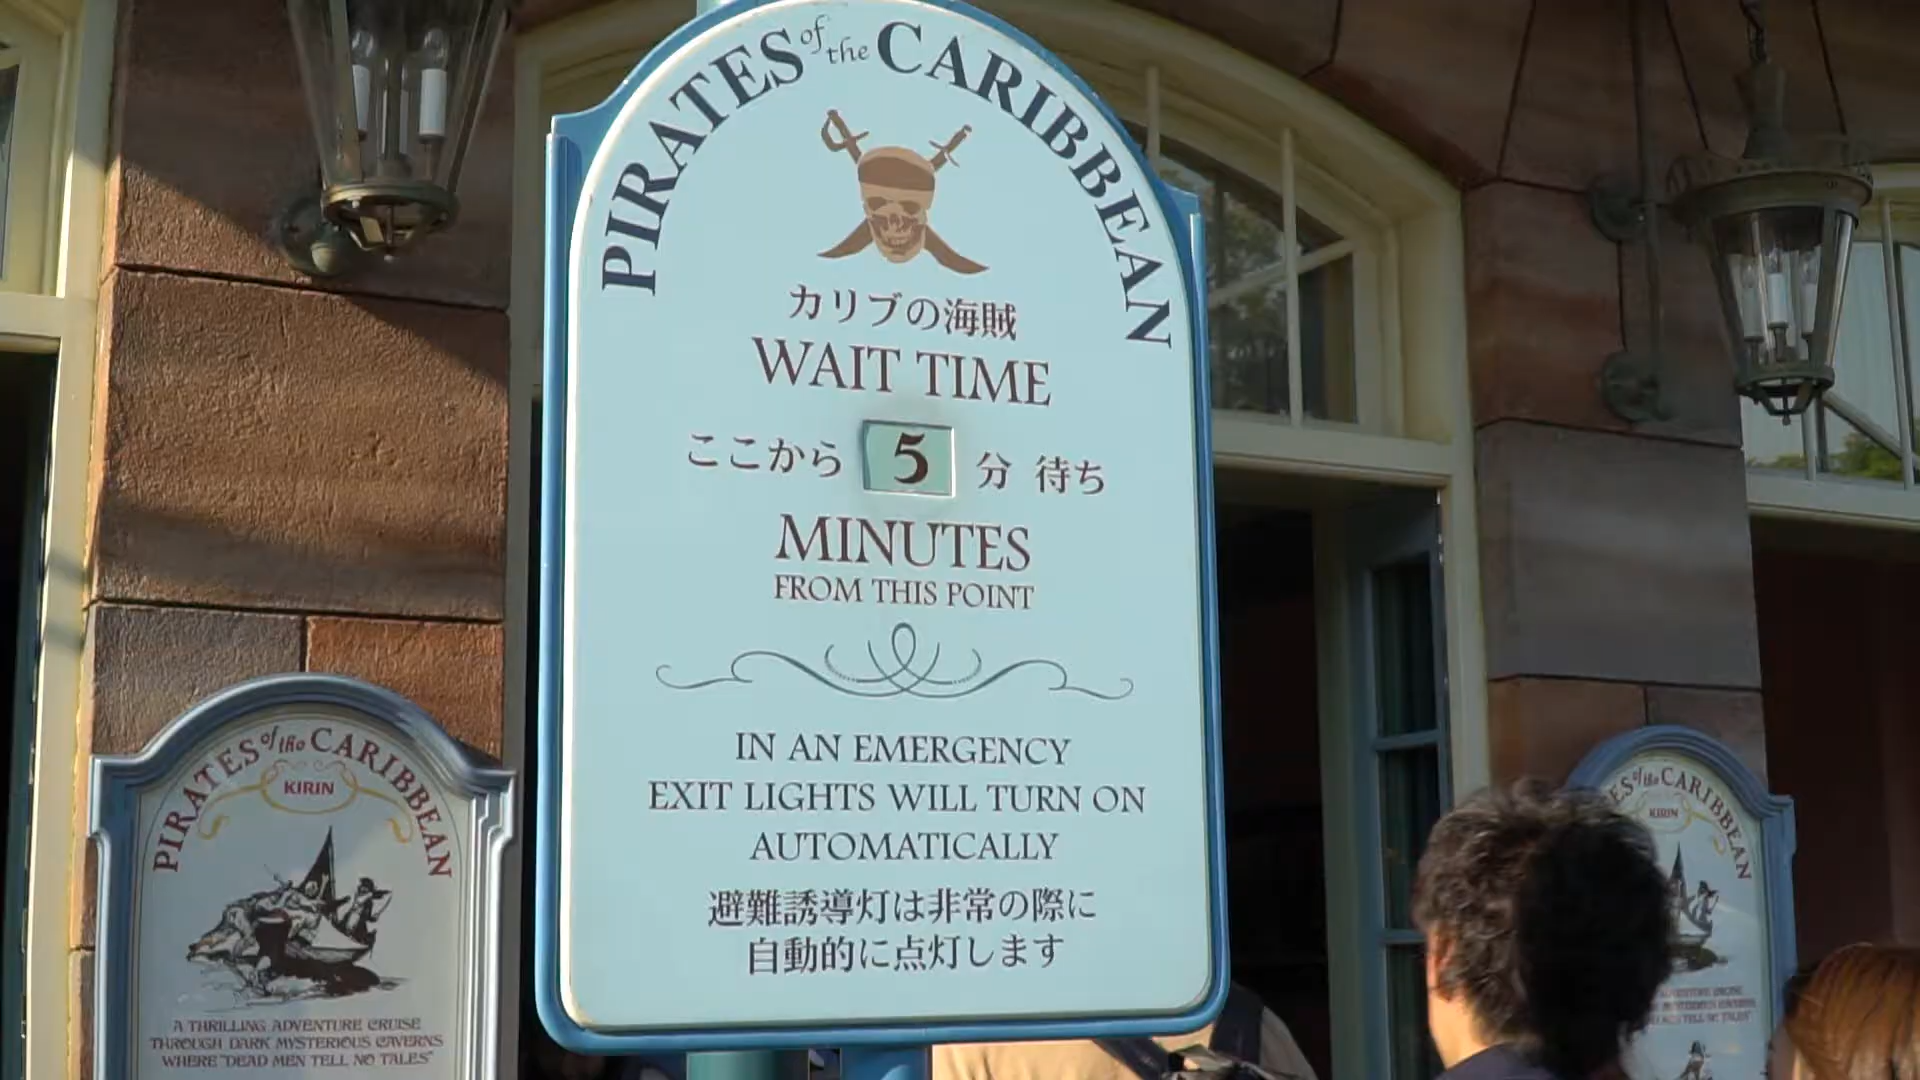 PIRATES of the CARIBBEAN
カリブの海賊
WAIT TIME
ここから 5 分 待ち
MINUTES
FROM THIS POINT
IN AN EMERGENCY
EXIT LIGHTS WILL TURN ON
AUTOMATICALLY
避難誘導灯は非常の際に
自動的に点灯します
PIRATES of the CARIBBEAN
KIRIN
A THRILLING ADVENTURE CRUISE
THROUGH DARK MYSTERIOUS CAVERNS
WHERE "DEAD MEN TELL NO TALES"
of the CARIBBEAN
KIRIN
TELL NO TALES"